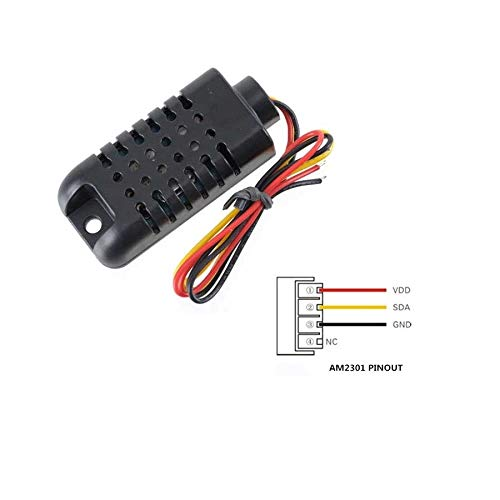 ① VDD
② SDA
③ GND
④ NC
AM2301 PINOUT